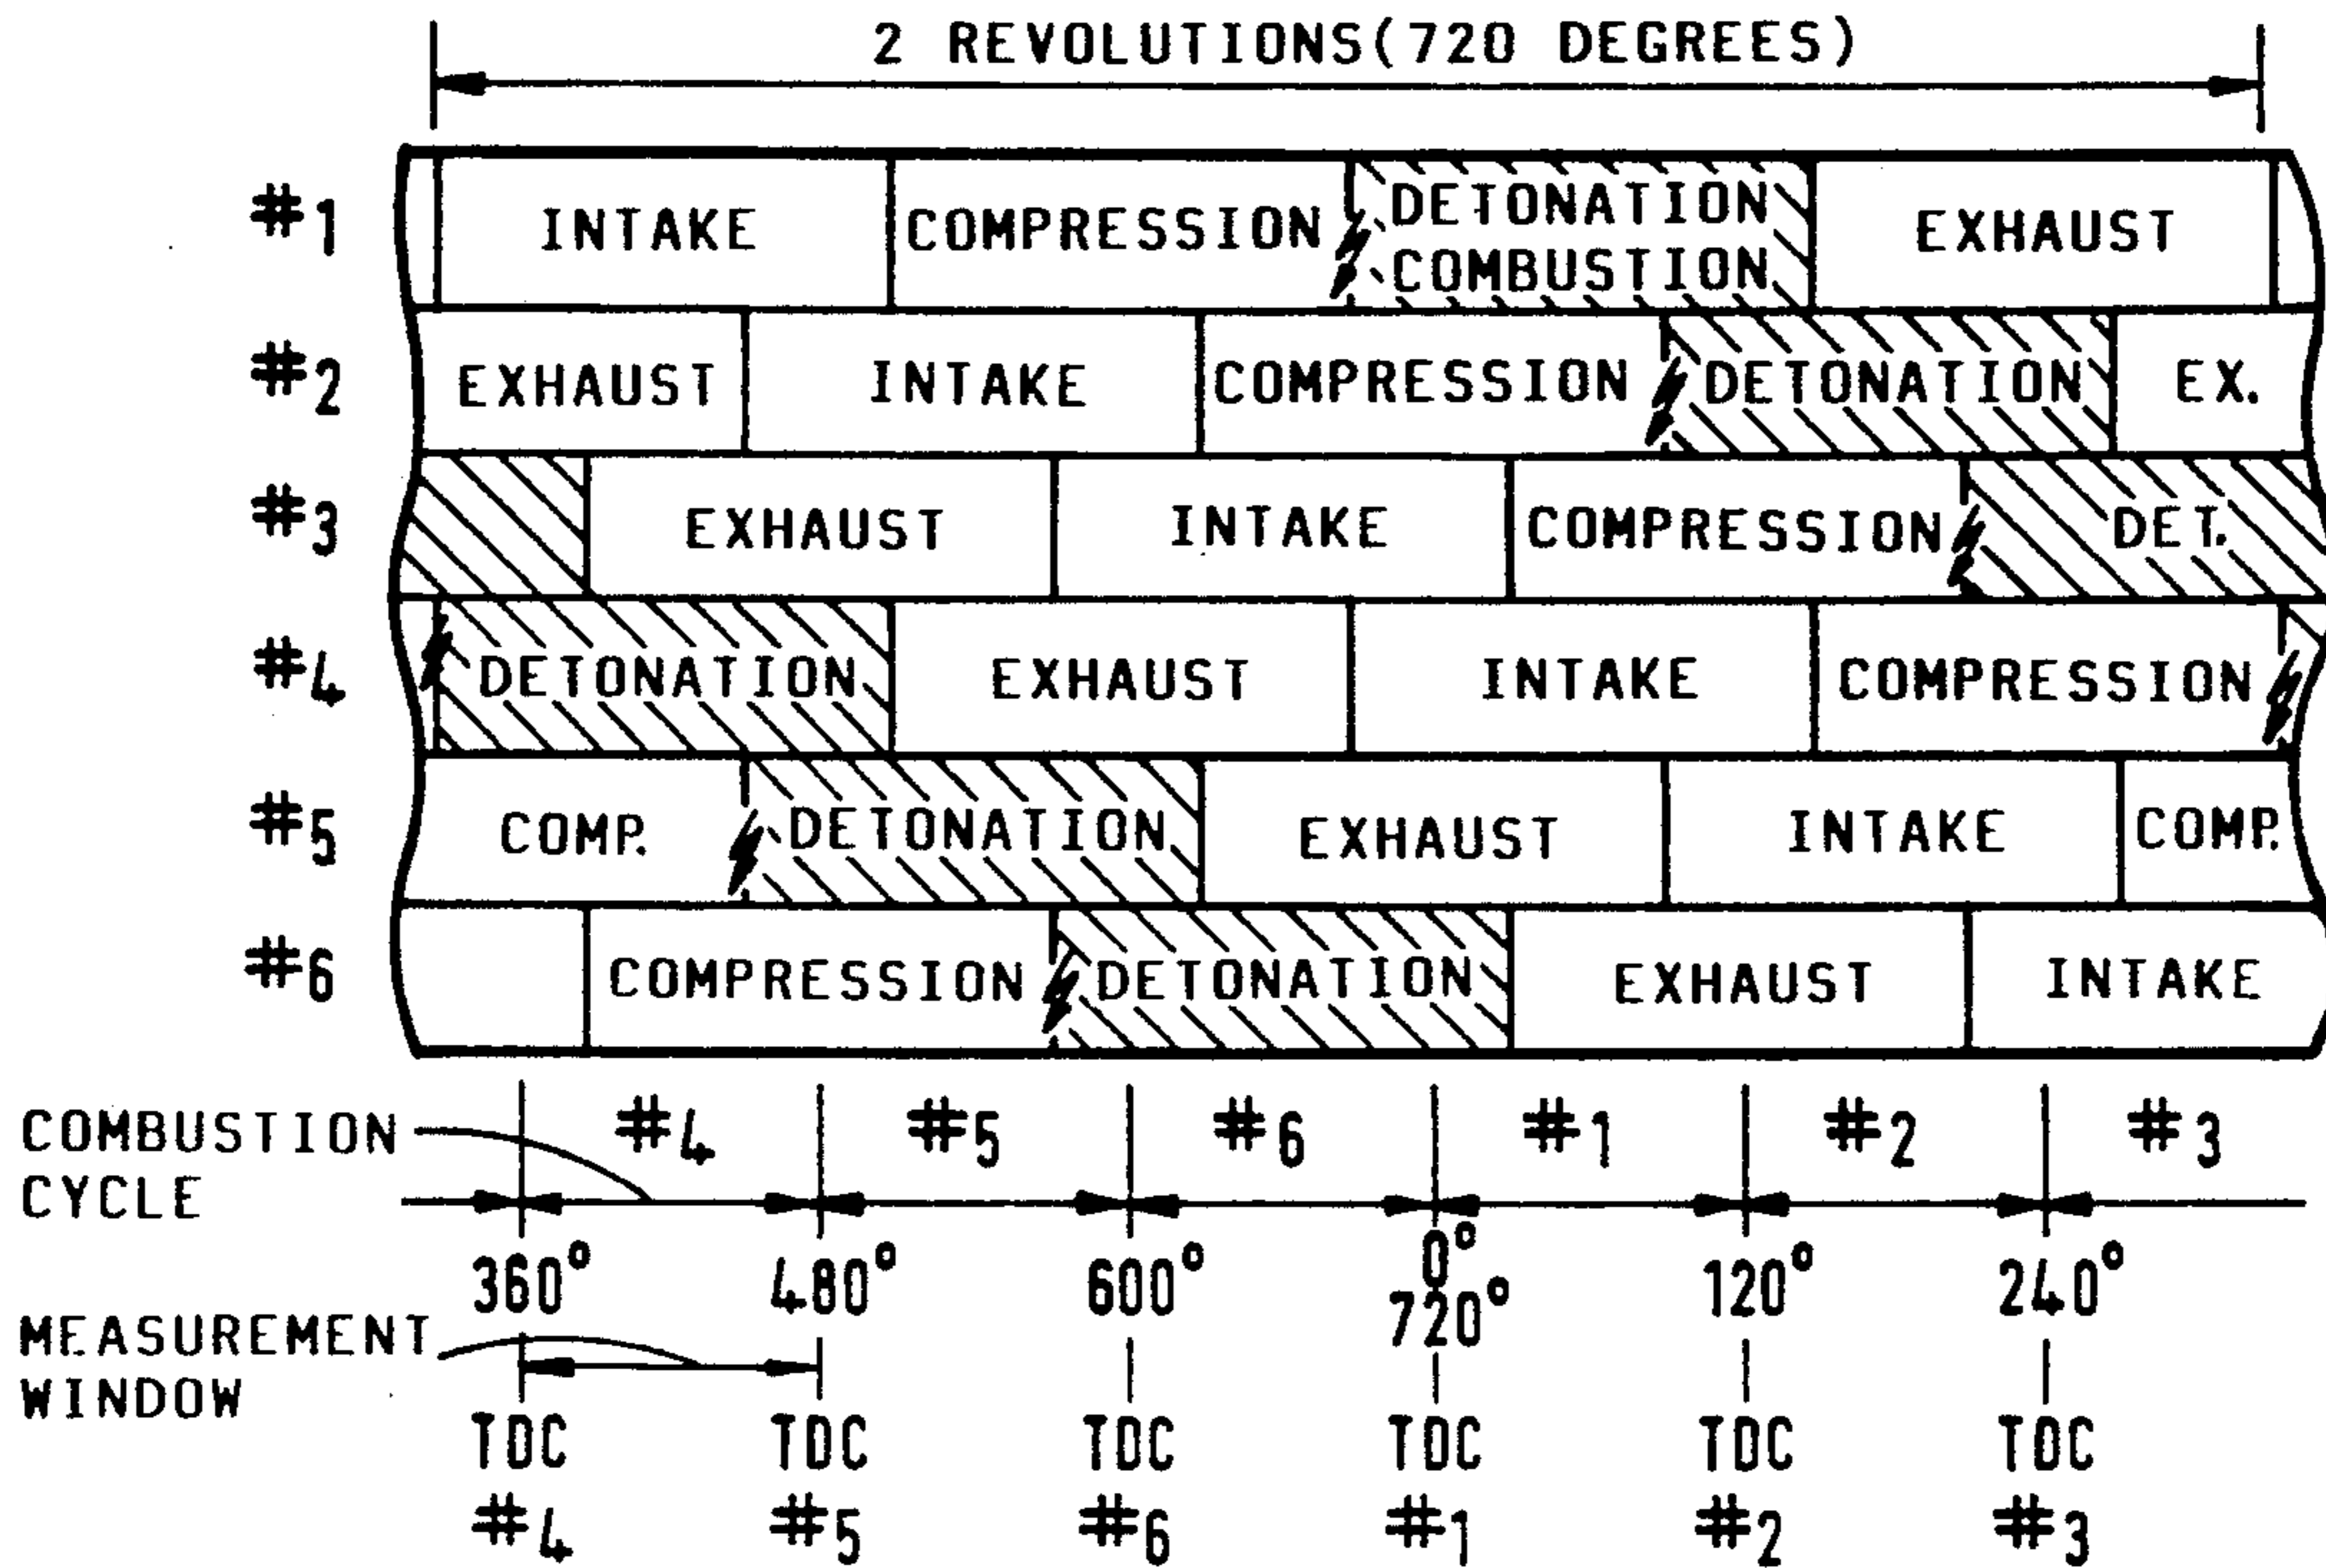 2 REVOLUTIONS(720 DEGREES)
#1 INTAKE COMPRESSION DETONATION COMBUSTION EXHAUST
#2 EXHAUST INTAKE COMPRESSION DETONATION EX.
#3 EXHAUST INTAKE COMPRESSION DET.
#4 DETONATION EXHAUST INTAKE COMPRESSION
#5 COMP. DETONATION EXHAUST INTAKE COMP.
#6 COMPRESSION DETONATION EXHAUST INTAKE
COMBUSTION CYCLE
#4 #5 #6 #1 #2 #3
360° 480° 600° 0° 720° 120° 240°
MEASUREMENT WINDOW
TDC TDC TDC TDC TDC TDC
#4 #5 #6 #1 #2 #3